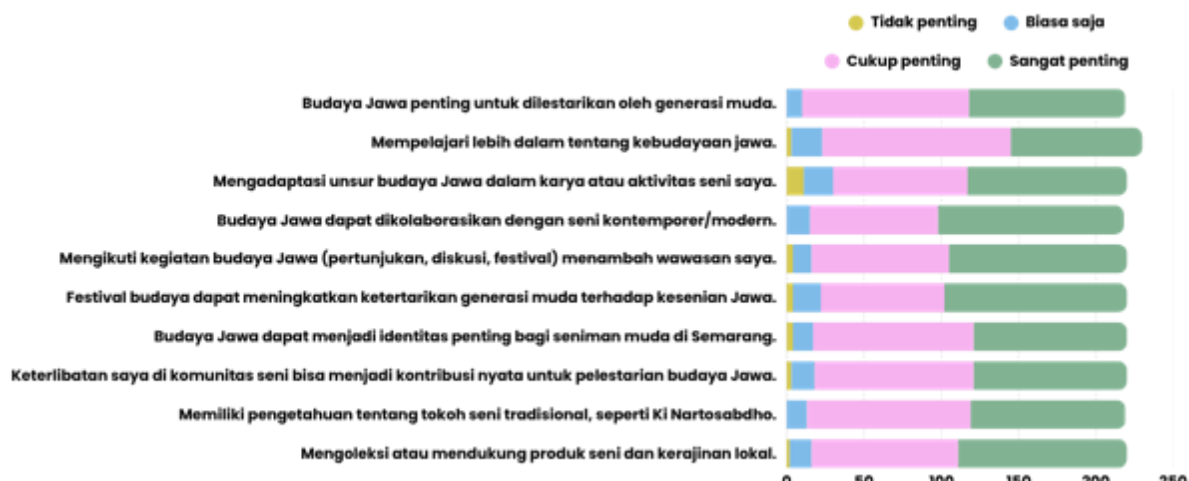 Tidak penting Biasa saja
Cukup penting Sangat penting
Budaya Jawa penting untuk dilestarikan oleh generasi muda.
Mempelajari lebih dalam tentang kebudayaan jawa.
Mengadaptasi unsur budaya Jawa dalam karya atau aktivitas seni saya.
Budaya Jawa dapat dikolaborasikan dengan seni kontemporer/modern.
Mengikuti kegiatan budaya Jawa (pertunjukan, diskusi, festival) menambah wawasan saya.
Festival budaya dapat meningkatkan ketertarikan generasi muda terhadap kesenian Jawa.
Budaya Jawa dapat menjadi identitas penting bagi seniman muda di Semarang.
Keterlibatan saya di komunitas seni bisa menjadi kontribusi nyata untuk pelestarian budaya Jawa.
Memiliki pengetahuan tentang tokoh seni tradisional, seperti Ki Nartosabdho.
Mengoleksi atau mendukung produk seni dan kerajinan lokal.
0 50 100 150 200 250